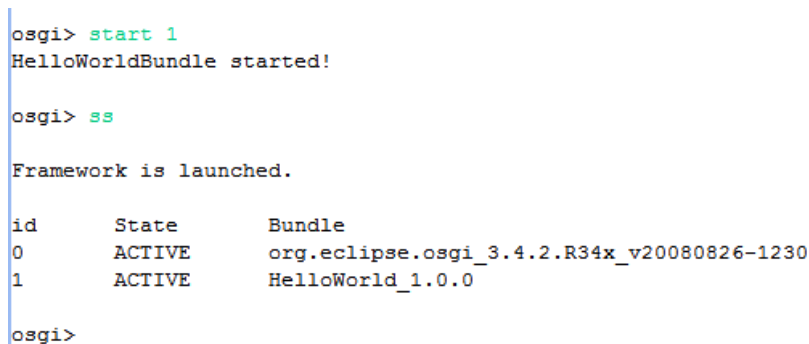 osgi> start 1
HelloWorldBundle started!
osgi> ss
Framework is launched.
id State Bundle
0 ACTIVE org.eclipse.osgi_3.4.2.R34x_v20080826-1230
1 ACTIVE HelloWorld_1.0.0
osgi>